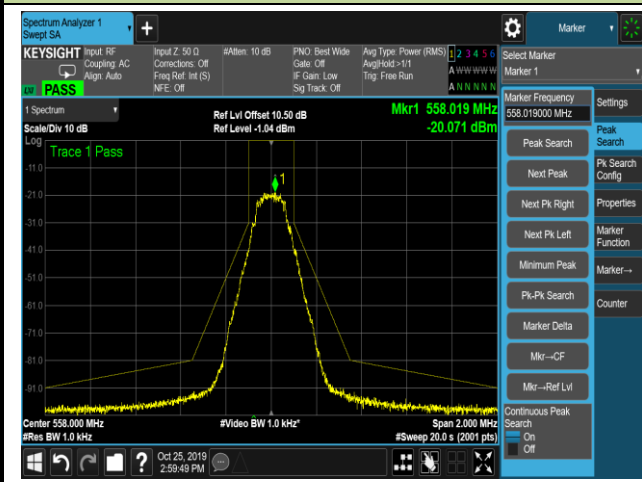 Spectrum Analyzer 1
Swept SA
+
Marker
KEYSIGHT
Input: RF
Coupling: AC
Align: Auto
Input Z: 50 Ω
Corrections: Off
Freq Ref: Int (S)
NFE: Off
#Atten: 10 dB
PNO: Best Wide
Gate: Off
IF Gain: Low
Sig Track: Off
Avg Type: Power (RMS)
Avg|Hold:>1/1
Trig: Free Run
1 2 3 4 5 6
A W W W W W
A N N N N N
LXI PASS
Select Marker
Marker 1
1 Spectrum
Scale/Div 10 dB
Ref Lvl Offset 10.50 dB
Ref Level -1.04 dBm
Mkr1 558.019 MHz
-20.071 dBm
Log
Trace 1 Pass
1
-11.0
-21.0
-31.0
-41.0
-51.0
-61.0
-71.0
-81.0
-91.0
Center 558.000 MHz
#Res BW 1.0 kHz
#Video BW 1.0 kHz*
Span 2.000 MHz
#Sweep 20.0 s (2001 pts)
Marker Frequency
558.019000 MHz
Peak Search
Next Peak
Next Pk Right
Next Pk Left
Minimum Peak
Pk-Pk Search
Marker Delta
Mkr→CF
Mkr→Ref Lvl
Continuous Peak
Search
On
Off
Settings
Peak
Search
Pk Search
Config
Properties
Marker
Function
Marker→
Counter
?
Oct 25, 2019
2:59:49 PM